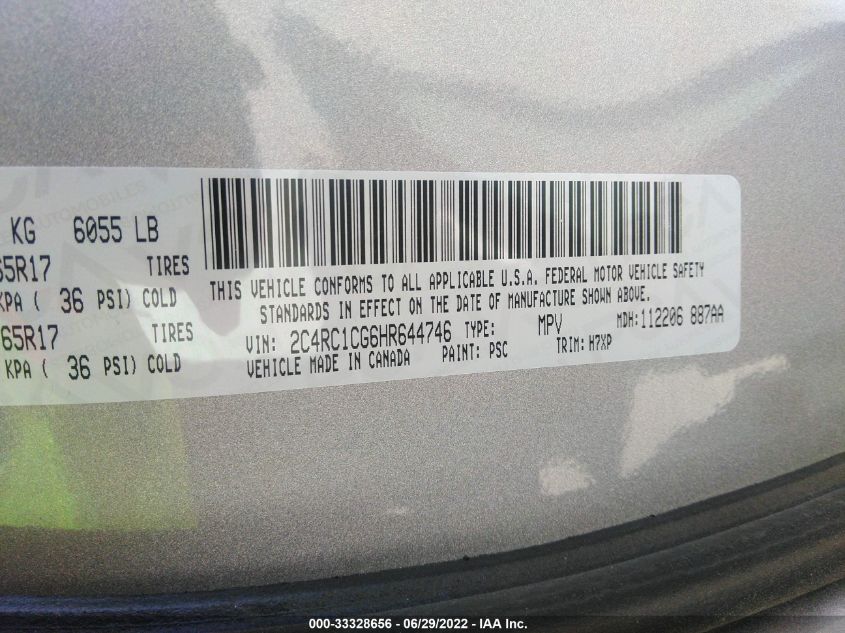 KG 6055 LB
65R17 TIRES
KPA ( 36 PSI) COLD
65R17 TIRES
KPA ( 36 PSI) COLD
THIS VEHICLE CONFORMS TO ALL APPLICABLE U.S.A. FEDERAL MOTOR VEHICLE SAFETY
STANDARDS IN EFFECT ON THE DATE OF MANUFACTURE SHOWN ABOVE.
VIN: 2C4RC1CG6HR644746 TYPE: MPV MDH:112206 887AA
VEHICLE MADE IN CANADA PAINT: PSC TRIM: H7XP
000-33328656 - 06/29/2022 - IAA Inc.